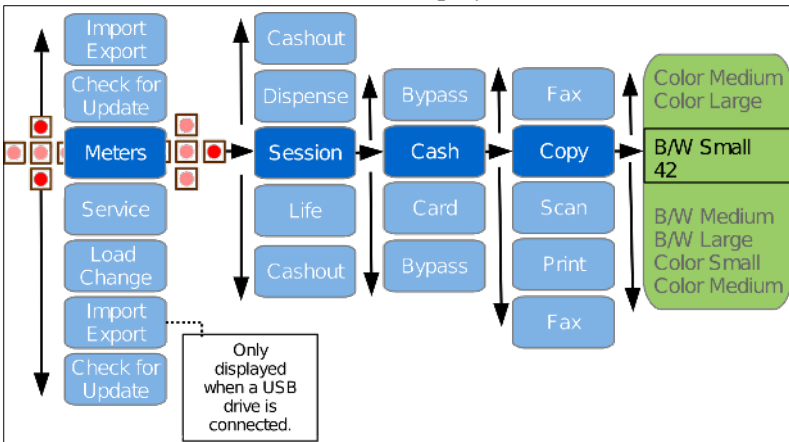 Import
Export
Check for
Update
Meters
Service
Load
Change
Import
Export
Check for
Update
Only
displayed
when a USB
drive is
connected.
Cashout
Dispense
Session
Life
Cashout
Bypass
Cash
Card
Bypass
Fax
Copy
Scan
Print
Fax
Color Medium
Color Large
B/W Small
42
B/W Medium
B/W Large
Color Small
Color Medium